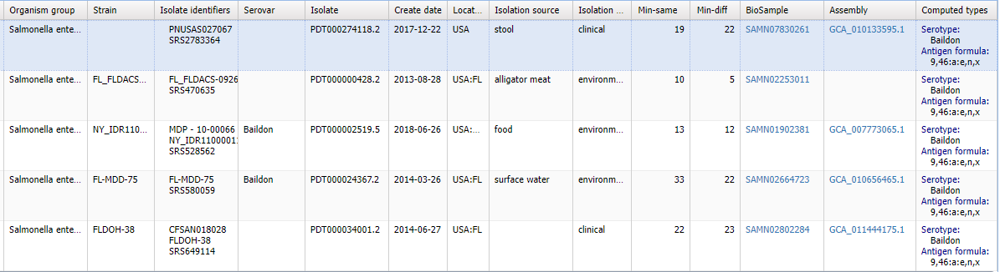 Organism group Strain Isolate identifiers Serovar Isolate Create date Locat... Isolation source Isolation ... Min-same Min-diff BioSample Assembly Computed types
Salmonella ente... PNUSAS027067 PDT000274118.2 2017-12-22 USA stool clinical 19 22 SAMN07830261 GCA_010133595.1 Serotype:
SRS2783364 Baildon
Antigen formula:
9,46:a:e,n,x
Salmonella ente... FL_FLDACS... FL_FLDACS-0926 PDT000000428.2 2013-08-28 USA:FL alligator meat environm... 10 5 SAMN02253011 Serotype:
SRS470635 Baildon
Antigen formula:
9,46:a:e,n,x
Salmonella ente... NY_IDR110... MDP - 10-00066 Baildon PDT000002519.5 2018-06-26 USA:... food environm... 13 12 SAMN01902381 GCA_007773065.1 Serotype:
NY_IDR1100001 Baildon
SRS528562 Antigen formula:
9,46:a:e,n,x
Salmonella ente... FL-MDD-75 FL-MDD-75 Baildon PDT000024367.2 2014-03-26 USA:FL surface water environm... 33 22 SAMN02664723 GCA_010656465.1 Serotype:
SRS580059 Baildon
Antigen formula:
9,46:a:e,n,x
Salmonella ente... FLDOH-38 CFSAN018028 PDT000034001.2 2014-06-27 USA:FL clinical 22 23 SAMN02802284 GCA_011444175.1 Serotype:
FLDOH-38 Baildon
SRS649114 Antigen formula:
9,46:a:e,n,x